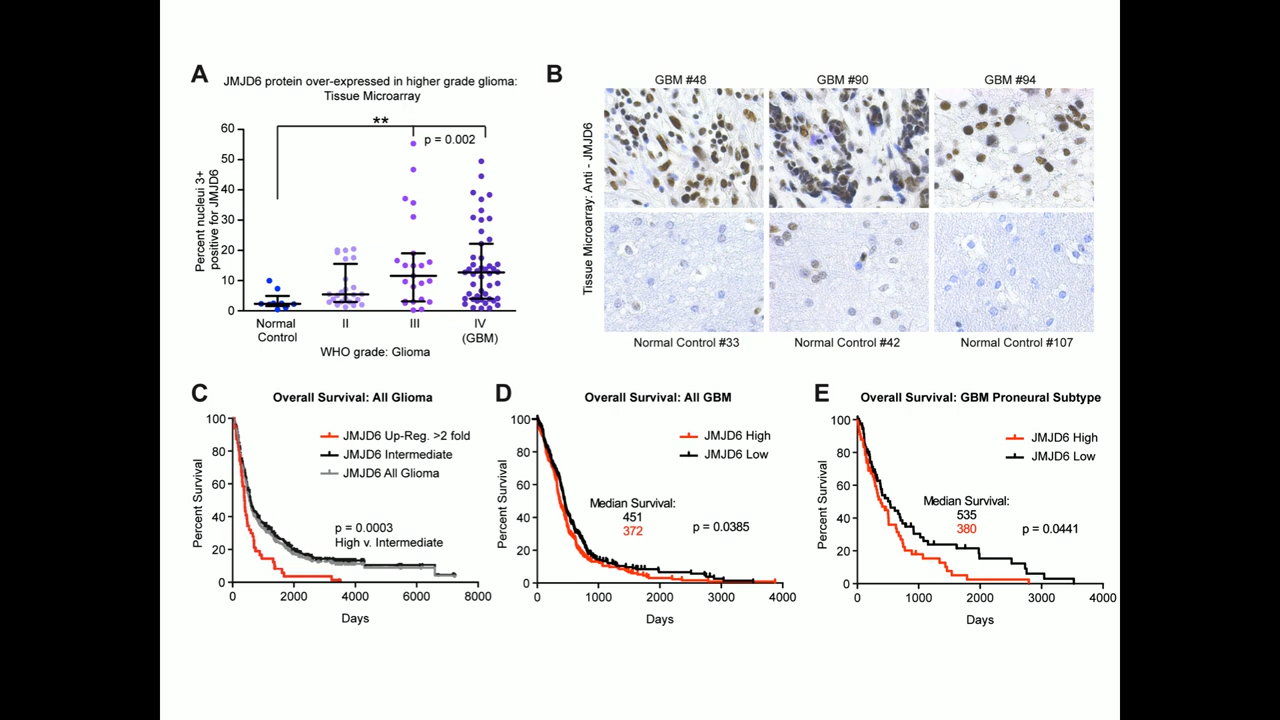 A
JMJD6 protein over-expressed in higher grade glioma:
Tissue Microarray
**
p = 0.002
Percent nucleui 3+
positive for JMJD6
60
50
40
30
20
10
0
Normal
Control
II
III
IV
(GBM)
WHO grade: Glioma
B
GBM #48
GBM #90
GBM #94
Tissue Microarray: Anti - JMJD6
Normal Control #33
Normal Control #42
Normal Control #107
C
Overall Survival: All Glioma
JMJD6 Up-Reg. >2 fold
JMJD6 Intermediate
JMJD6 All Glioma
p = 0.0003
High v. Intermediate
Percent Survival
100
80
60
40
20
0
0
2000
4000
6000
8000
Days
D
Overall Survival: All GBM
JMJD6 High
JMJD6 Low
Median Survival:
451
372
p = 0.0385
Percent Survival
100
80
60
40
20
0
0
1000
2000
3000
4000
Days
E
Overall Survival: GBM Proneural Subtype
JMJD6 High
JMJD6 Low
Median Survival:
535
380
p = 0.0441
Percent Survival
100
80
60
40
20
0
0
1000
2000
3000
4000
Days